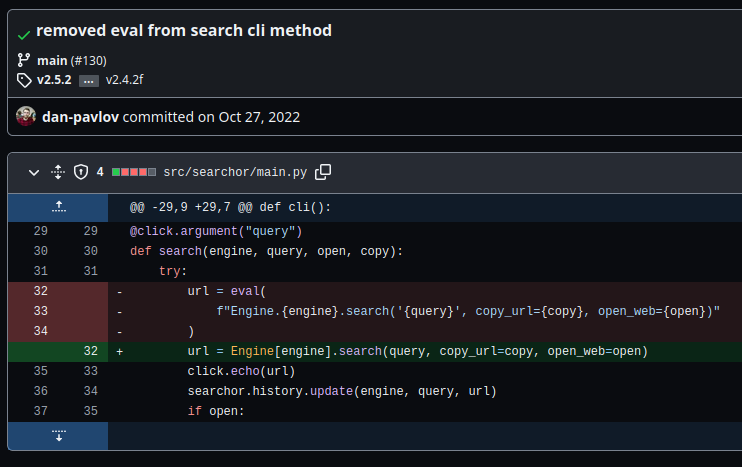 removed eval from search cli method
main (#130)
v2.5.2 ... v2.4.2f
dan-pavlov committed on Oct 27, 2022
4 src/searchor/main.py
@@ -29,9 +29,7 @@ def cli():
29 29 @click.argument("query")
30 30 def search(engine, query, open, copy):
31 31     try:
32 -         url = eval(
33 -             f"Engine.{engine}.search('{query}', copy_url={copy}, open_web={open})"
34 -         )
32 +         url = Engine[engine].search(query, copy_url=copy, open_web=open)
35 33         click.echo(url)
36 34         searchor.history.update(engine, query, url)
37 35         if open: